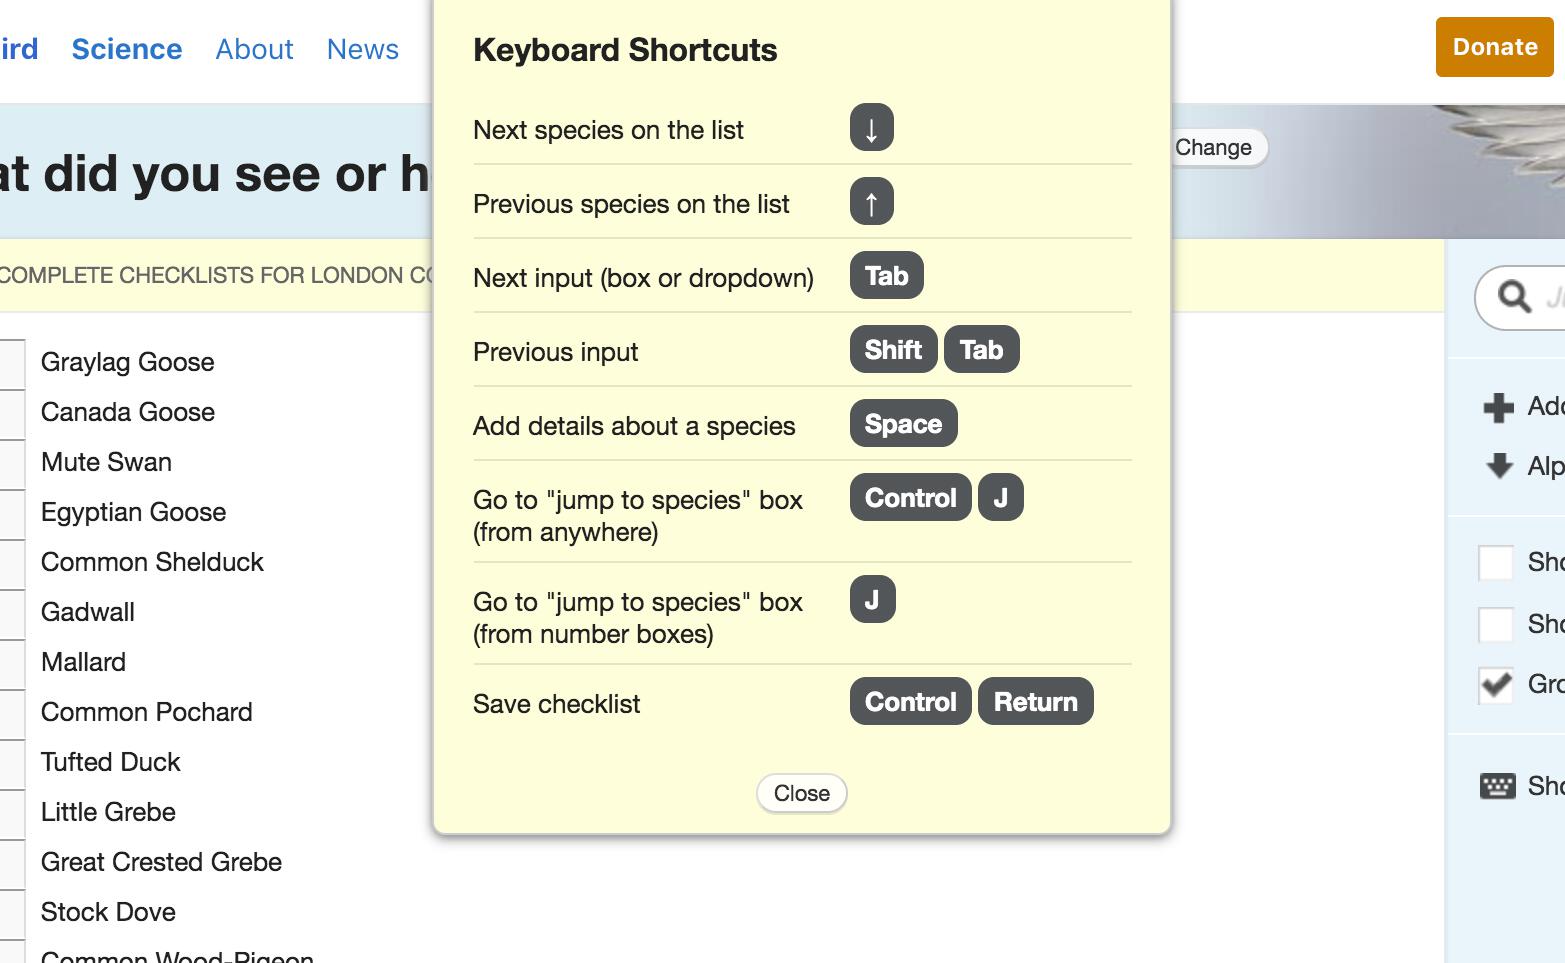 ird Science About News
Donate
at did you see or h
Change
COMPLETE CHECKLISTS FOR LONDON CO
Graylag Goose
Canada Goose
Mute Swan
Egyptian Goose
Common Shelduck
Gadwall
Mallard
Common Pochard
Tufted Duck
Little Grebe
Great Crested Grebe
Stock Dove
Common Wood-Pigeon
Keyboard Shortcuts
Next species on the list ↓
Previous species on the list ↑
Next input (box or dropdown) Tab
Previous input Shift Tab
Add details about a species Space
Go to "jump to species" box Control J
(from anywhere)
Go to "jump to species" box J
(from number boxes)
Save checklist Control Return
Close
Alp
Sho
Sho
Gro
Sho